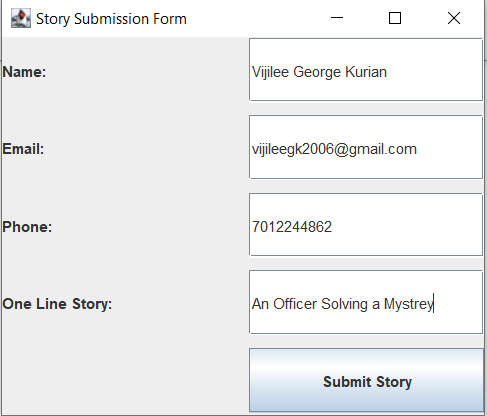 Story Submission Form
Name: Vijilee George Kurian
Email: vijileegk2006@gmail.com
Phone: 7012244862
One Line Story: An Officer Solving a Mystrey
Submit Story